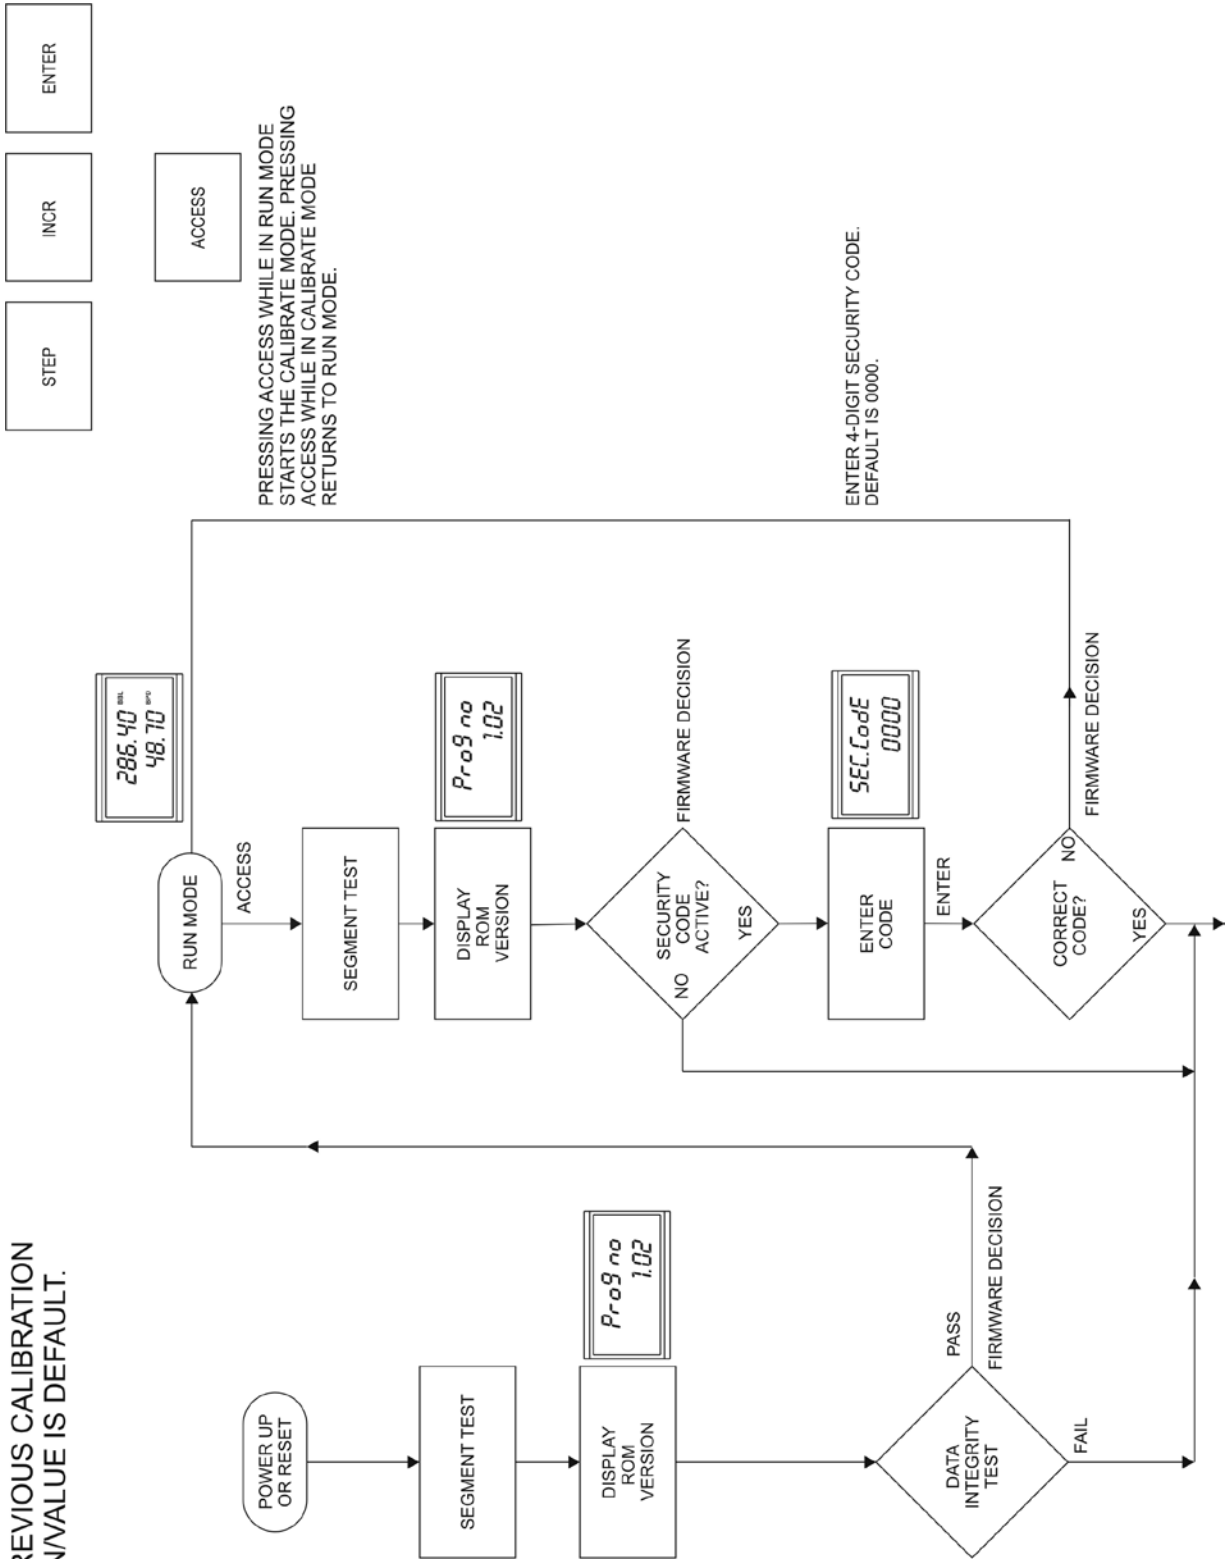 REVIOUS CALIBRATION
N/VALUE IS DEFAULT.
STEP
INCR
ENTER
ACCESS
PRESSING ACCESS WHILE IN RUN MODE
STARTS THE CALIBRATE MODE. PRESSING
ACCESS WHILE IN CALIBRATE MODE
RETURNS TO RUN MODE.
POWER UP
OR RESET
SEGMENT TEST
DISPLAY
ROM
VERSION
Prog no
1.02
DATA
INTEGRITY
TEST
PASS
FIRMWARE DECISION
FAIL
RUN MODE
286.40 BBL
48.70 BPD
ACCESS
SEGMENT TEST
DISPLAY
ROM
VERSION
Prog no
1.02
SECURITY
CODE
ACTIVE?
NO
YES
FIRMWARE DECISION
ENTER
CODE
SEC.CodE
0000
ENTER 4-DIGIT SECURITY CODE.
DEFAULT IS 0000.
ENTER
CORRECT
CODE?
NO
YES
FIRMWARE DECISION